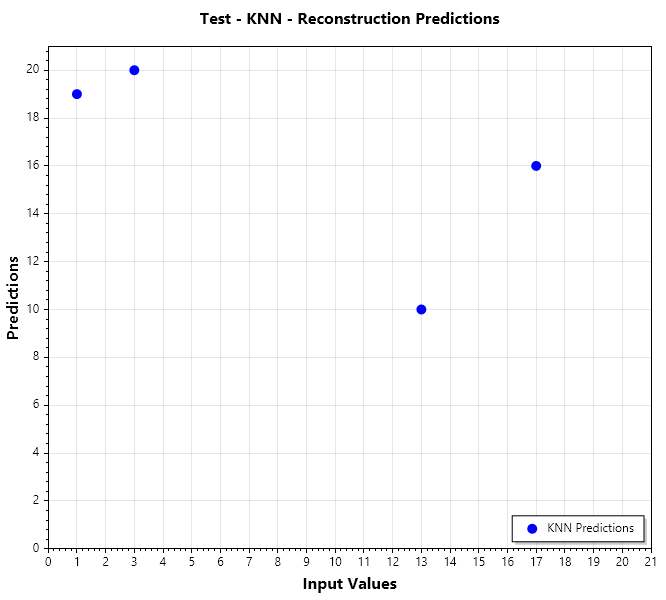 Test - KNN - Reconstruction Predictions
20
18
16
14
12
10
8
6
4
2
0
Predictions
KNN Predictions
0 1 2 3 4 5 6 7 8 9 10 11 12 13 14 15 16 17 18 19 20 21
Input Values